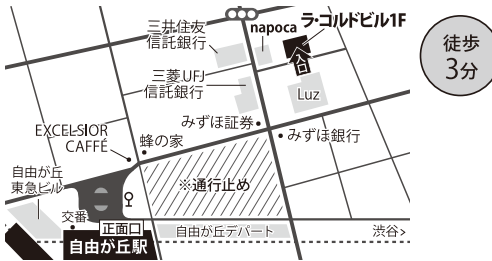 三井住友
信託銀行
napoca
ラ・コルドビル1F
入口
徒歩
3分
三菱UFJ
信託銀行
Luz
みずほ証券
みずほ銀行
EXCELSIOR
CAFFÉ
蜂の家
※通行止め
自由が丘
東急ビル
交番
正面口
自由が丘駅
自由が丘デパート
渋谷>